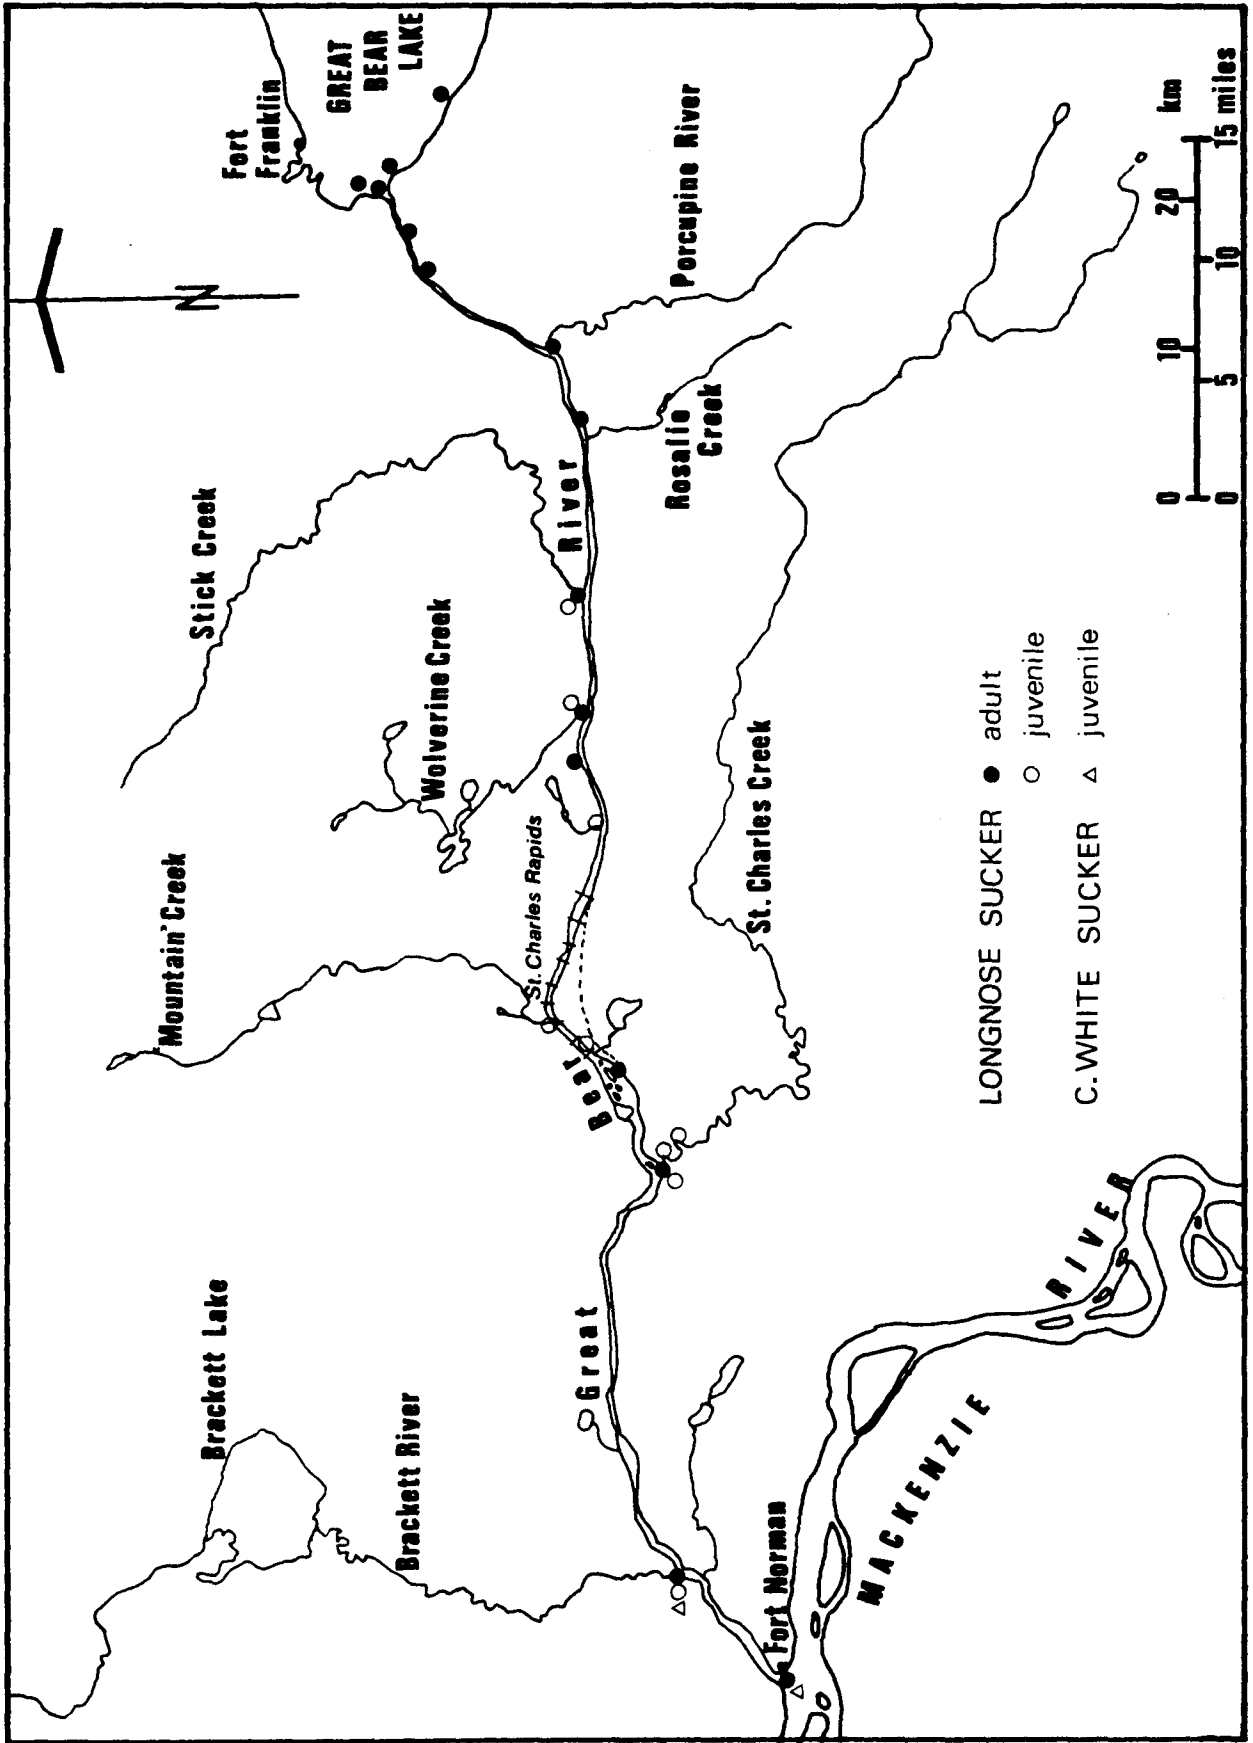 N
Fort
Franklin
GREAT
BEAR
LAKE
Porcupine River
Rosalie
Creek
Stick Creek
Wolverine Creek
Mountain Creek
St. Charles Rapids
St. Charles Creek
Great Bear River
Brackett Lake
Brackett River
Fort Norman
MACKENZIE RIVER
LONGNOSE SUCKER ● adult
○ juvenile
C. WHITE SUCKER △ juvenile
0 10 20 km
0 5 10 15 miles